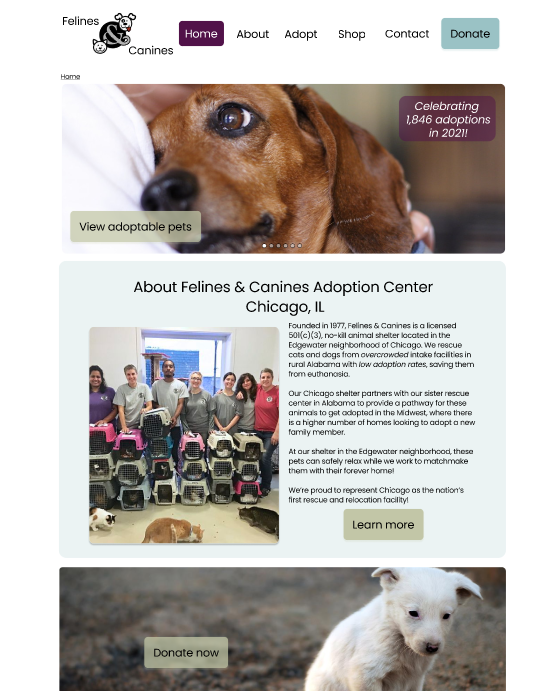 Felines
&
Canines
Home
About
Adopt
Shop
Contact
Donate
Home
Celebrating
1,846 adoptions
in 2021!
View adoptable pets
About Felines & Canines Adoption Center
Chicago, IL
Founded in 1977, Felines & Canines is a licensed
501(c)(3), no-kill animal shelter located in the
Edgewater neighborhood of Chicago. We rescue
cats and dogs from overcrowded intake facilities in
rural Alabama with low adoption rates, saving them
from euthanasia.
Our Chicago shelter partners with our sister rescue
center in Alabama to provide a pathway for these
animals to get adopted in the Midwest, where there
is a higher number of homes looking to adopt a new
family member.
At our shelter in the Edgewater neighborhood, these
pets can safely relax while we work to matchmake
them with their forever home!
We're proud to represent Chicago as the nation's
first rescue and relocation facility!
Learn more
Donate now